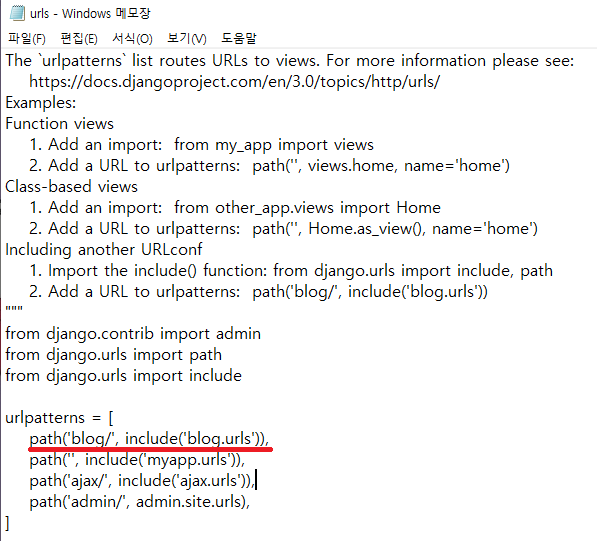 urls - Windows 메모장
파일(F) 편집(E) 서식(O) 보기(V) 도움말
The `urlpatterns` list routes URLs to views. For more information please see:
    https://docs.djangoproject.com/en/3.0/topics/http/urls/
Examples:
Function views
    1. Add an import:  from my_app import views
    2. Add a URL to urlpatterns:  path('', views.home, name='home')
Class-based views
    1. Add an import:  from other_app.views import Home
    2. Add a URL to urlpatterns:  path('', Home.as_view(), name='home')
Including another URLconf
    1. Import the include() function: from django.urls import include, path
    2. Add a URL to urlpatterns:  path('blog/', include('blog.urls'))
"""
from django.contrib import admin
from django.urls import path
from django.urls import include

urlpatterns = [
    path('blog/', include('blog.urls')),
    path('', include('myapp.urls')),
    path('ajax/', include('ajax.urls')),
    path('admin/', admin.site.urls),
]